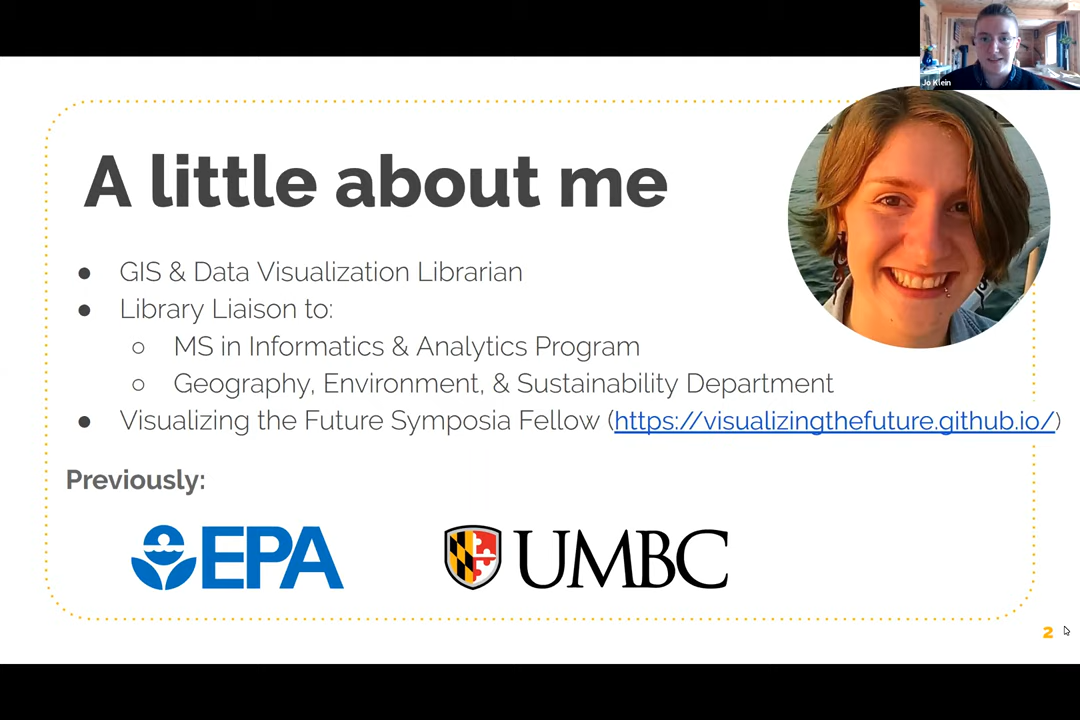 Jo Klein
A little about me
● GIS & Data Visualization Librarian
● Library Liaison to:
○ MS in Informatics & Analytics Program
○ Geography, Environment, & Sustainability Department
● Visualizing the Future Symposia Fellow (https://visualizingthefuture.github.io/)
Previously:
EPA
UMBC
2